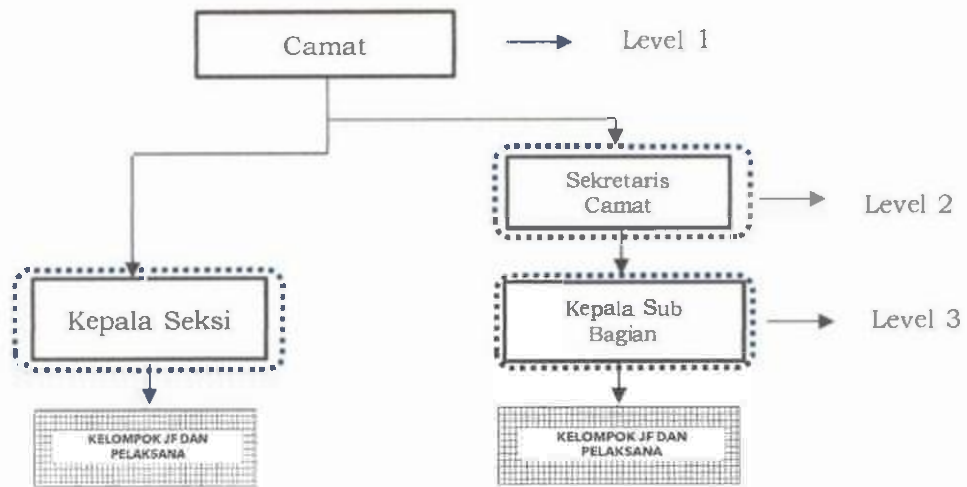 Camat
Level 1
Sekretaris
Camat
Level 2
Kepala Seksi
Kepala Sub
Bagian
Level 3
KELOMPOK JF DAN
PELAKSANA
KELOMPOK JF DAN
PELAKSANA